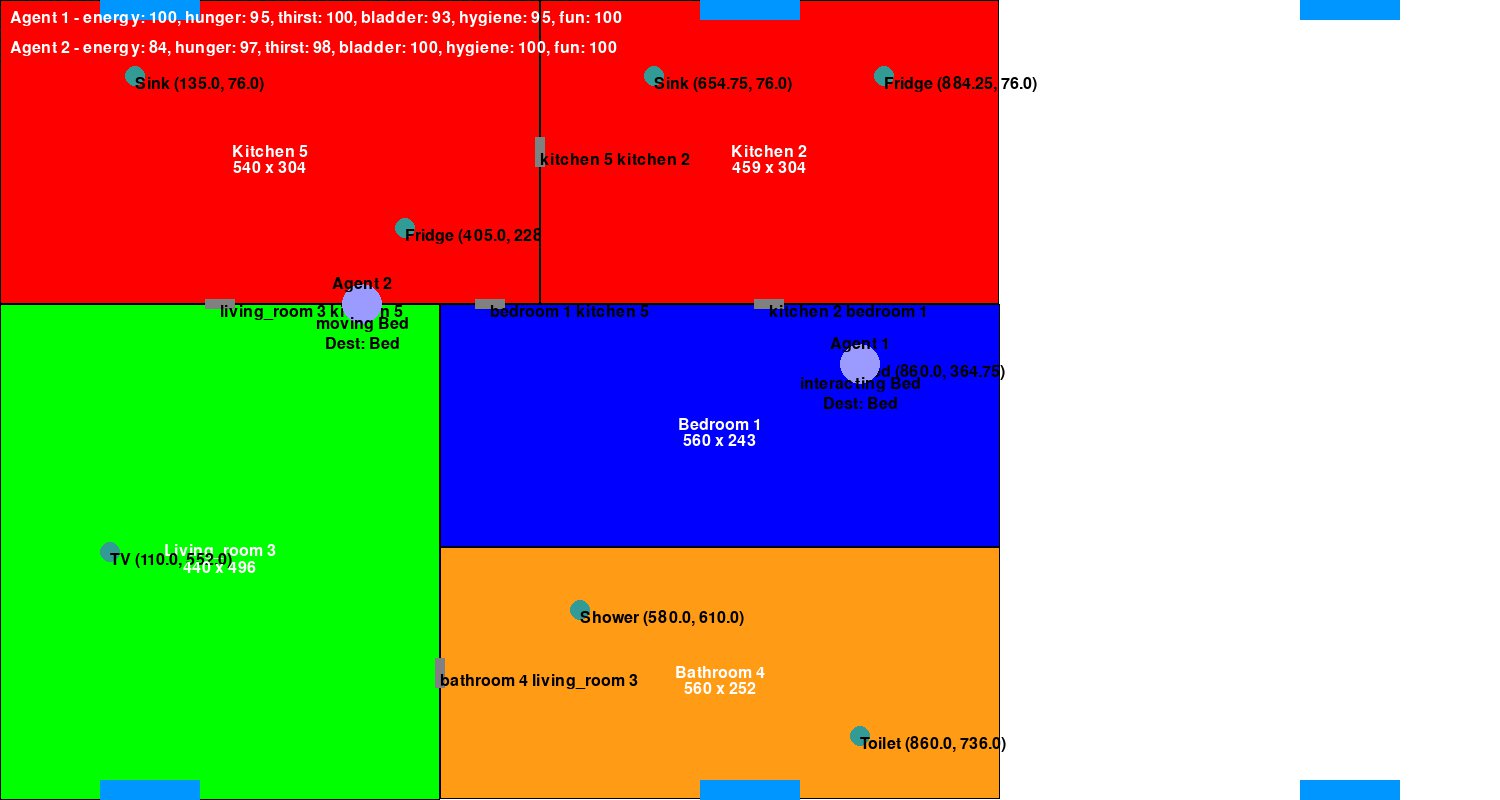 Agent 1 - energy: 100, hunger: 95, thirst: 100, bladder: 93, hygiene: 95, fun: 100
Agent 2 - energy: 84, hunger: 97, thirst: 98, bladder: 100, hygiene: 100, fun: 100
Sink (135.0, 76.0)
Sink (654.75, 76.0)
Fridge (884.25, 76.0)
Kitchen 5
540 x 304
kitchen 5 kitchen 2
Kitchen 2
459 x 304
Fridge (405.0, 228
Agent 2
living_room 3 ki n 5
moving Bed
Dest: Bed
bedroom 1 kitchen 5
kitchen 2 bedroom 1
Agent 1
d (860.0, 364.75)
interacting Bed
Dest: Bed
Bedroom 1
560 x 243
Living_room 3
440 x 496
TV (110.0, 552.0)
Shower (580.0, 610.0)
Bathroom 4
560 x 252
bathroom 4 living_room 3
Toilet (860.0, 736.0)